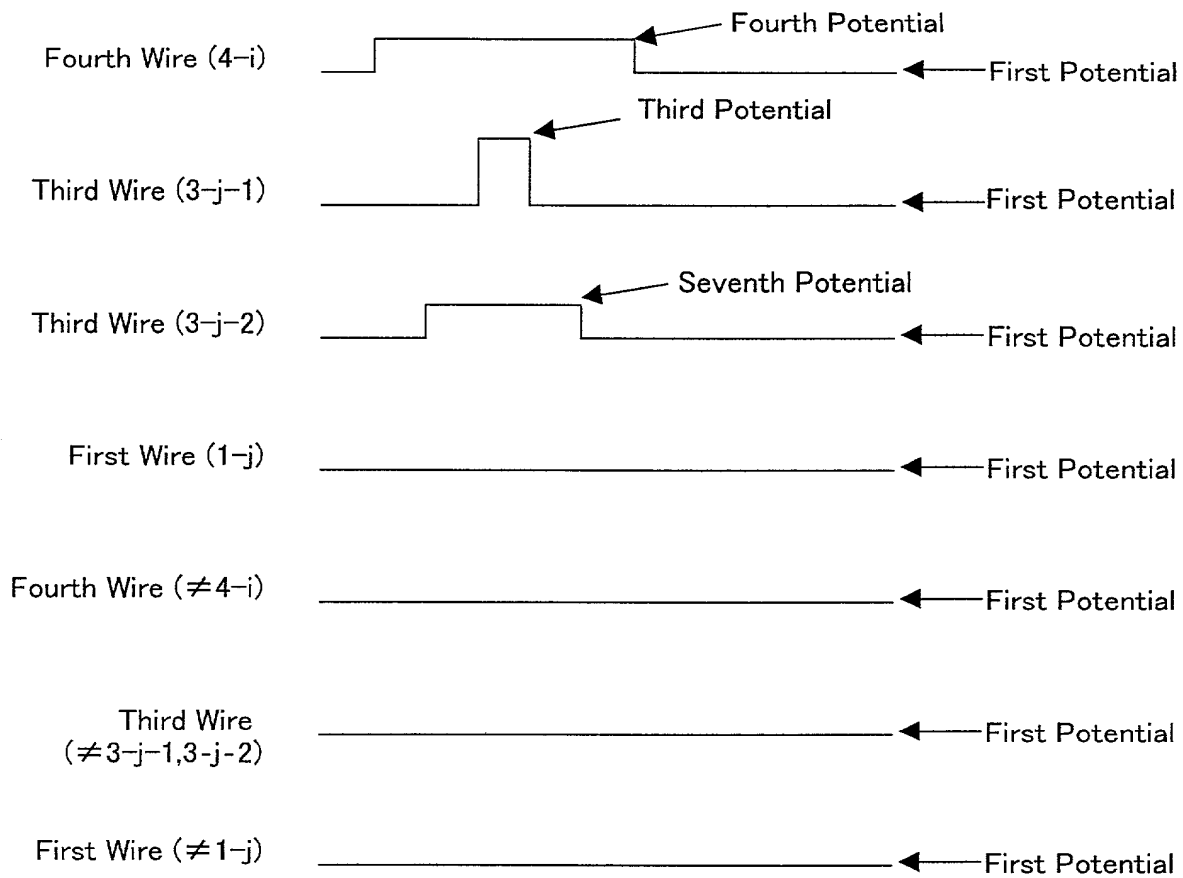 Fourth Potential
Fourth Wire (4-i)
First Potential
Third Potential
Third Wire (3-j-1)
First Potential
Seventh Potential
Third Wire (3-j-2)
First Potential
First Wire (1-j)
First Potential
Fourth Wire (≠4-i)
First Potential
Third Wire
(≠3-j-1,3-j-2)
First Potential
First Wire (≠1-j)
First Potential